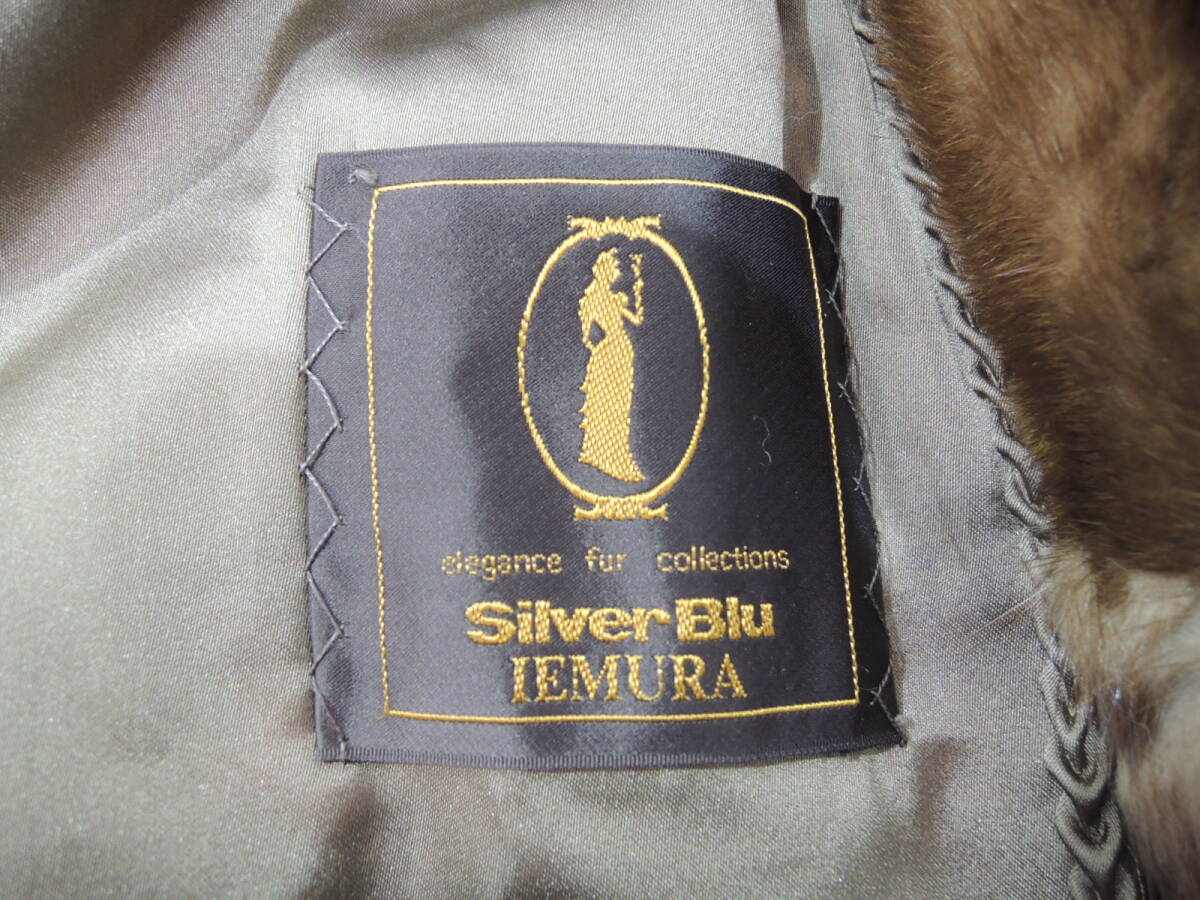 elegance fur collections
Silver Blu
IEMURA